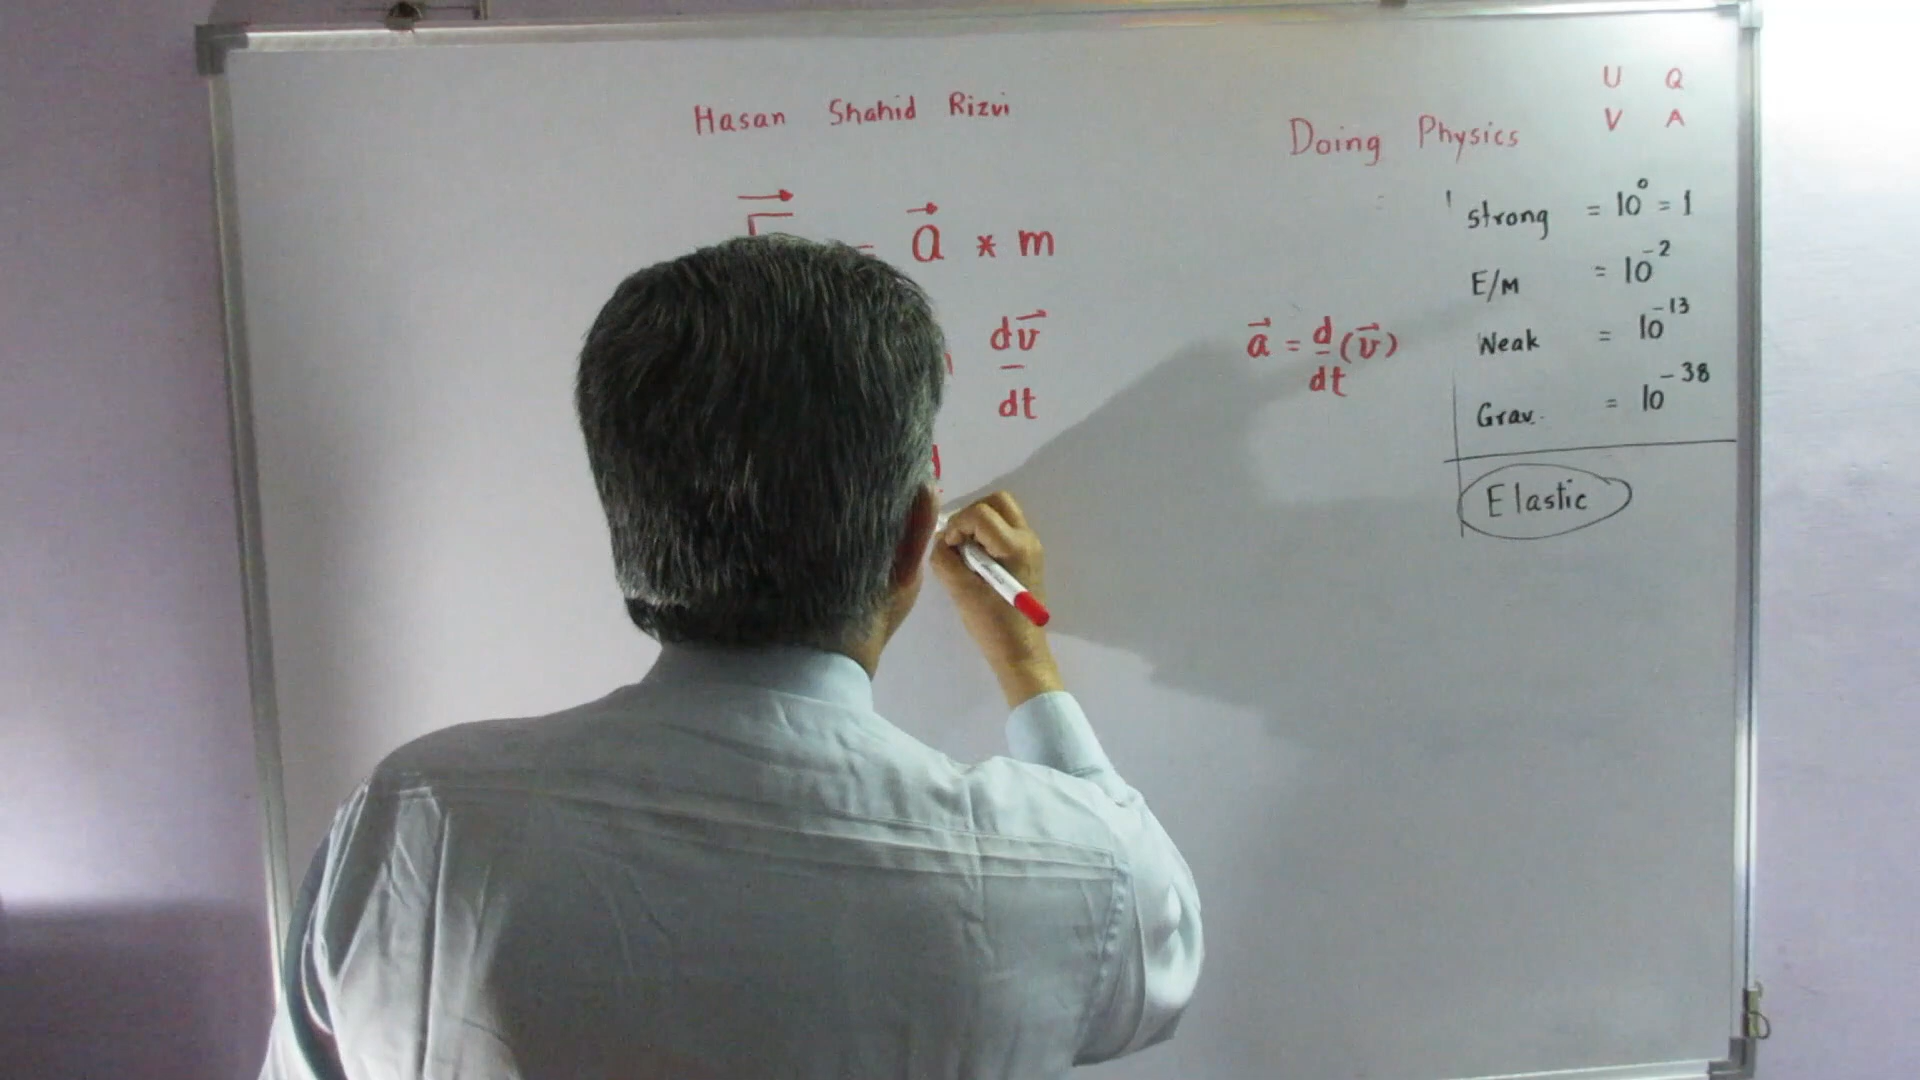 Hasan Shahid Rizvi
U Q
V A
Doing Physics
F = a⃗ * m
strong = 10⁰ = 1
E/M = 10⁻²
dv⃗
dt
a⃗ = d/dt (v⃗)
Weak = 10⁻¹³
Grav. = 10⁻³⁸
Elastic